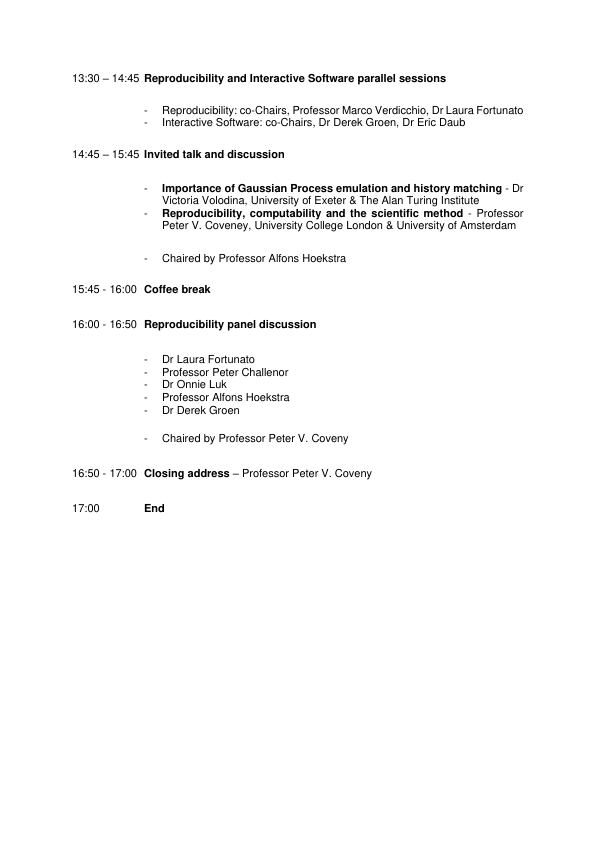 13:30 – 14:45 Reproducibility and Interactive Software parallel sessions
- Reproducibility: co-Chairs, Professor Marco Verdicchio, Dr Laura Fortunato
- Interactive Software: co-Chairs, Dr Derek Groen, Dr Eric Daub
14:45 – 15:45 Invited talk and discussion
- Importance of Gaussian Process emulation and history matching - Dr
Victoria Volodina, University of Exeter & The Alan Turing Institute
- Reproducibility, computability and the scientific method - Professor
Peter V. Coveney, University College London & University of Amsterdam
- Chaired by Professor Alfons Hoekstra
15:45 - 16:00 Coffee break
16:00 - 16:50 Reproducibility panel discussion
- Dr Laura Fortunato
- Professor Peter Challenor
- Dr Onnie Luk
- Professor Alfons Hoekstra
- Dr Derek Groen
- Chaired by Professor Peter V. Coveny
16:50 - 17:00 Closing address – Professor Peter V. Coveny
17:00 End